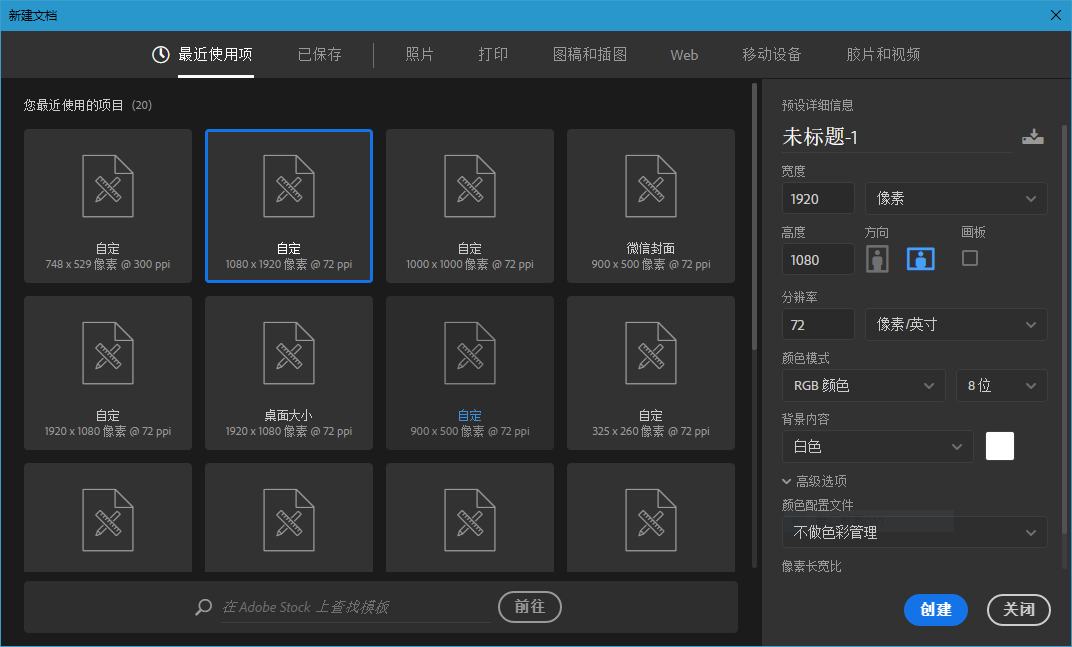 新建文档
最近使用项 已保存 照片 打印 图稿和插图 Web 移动设备 胶片和视频
您最近使用的项目 (20)
自定 自定 自定 微信封面
748 x 529 像素 @ 300 ppi 1080 x 1920 像素 @ 72 ppi 1000 x 1000 像素 @ 72 ppi 900 x 500 像素 @ 72 ppi
自定 桌面大小 自定 自定
1920 x 1080 像素 @ 72 ppi 1920 x 1080 像素 @ 72 ppi 900 x 500 像素 @ 72 ppi 325 x 260 像素 @ 72 ppi
在 Adobe Stock 上查找模板 前往
预设详细信息
未标题-1
宽度
1920 像素
高度 方向 画板
1080
分辨率
72 像素/英寸
颜色模式
RGB 颜色 8 位
背景内容
白色
高级选项
颜色配置文件
不做色彩管理
像素长宽比
创建 关闭